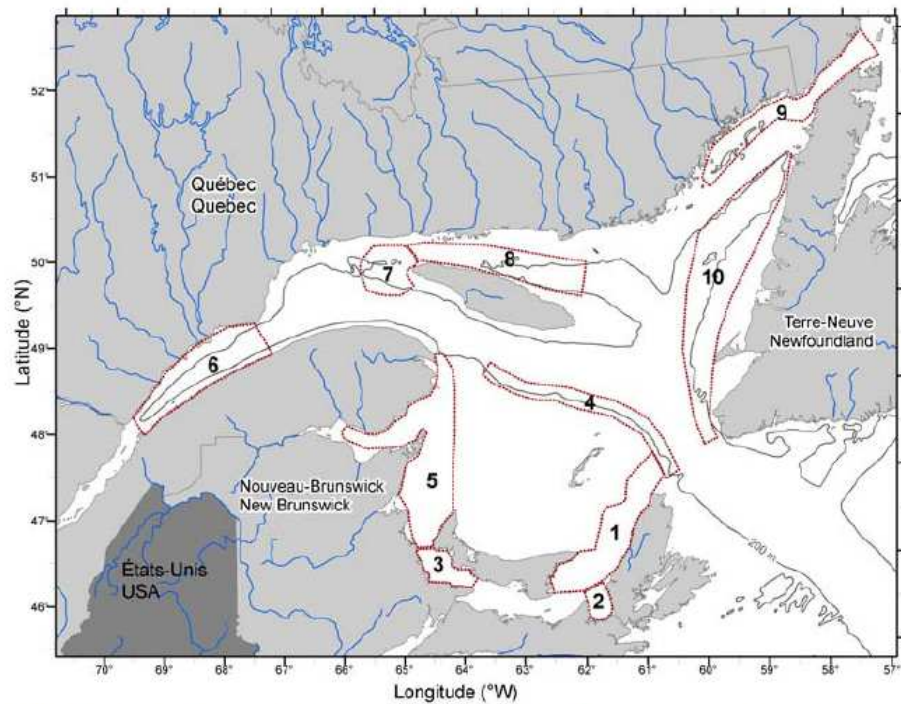 52°
51°
50°
49°
48°
47°
46°
Latitude (°N)
Québec
Quebec
9
8
7
10
Terre-Neuve
Newfoundland
6
4
Nouveau-Brunswick
New Brunswick
5
1
3
États-Unis
USA
2
200 m
70°
69°
68°
67°
66°
65°
64°
63°
62°
61°
60°
59°
58°
57°
Longitude (°W)